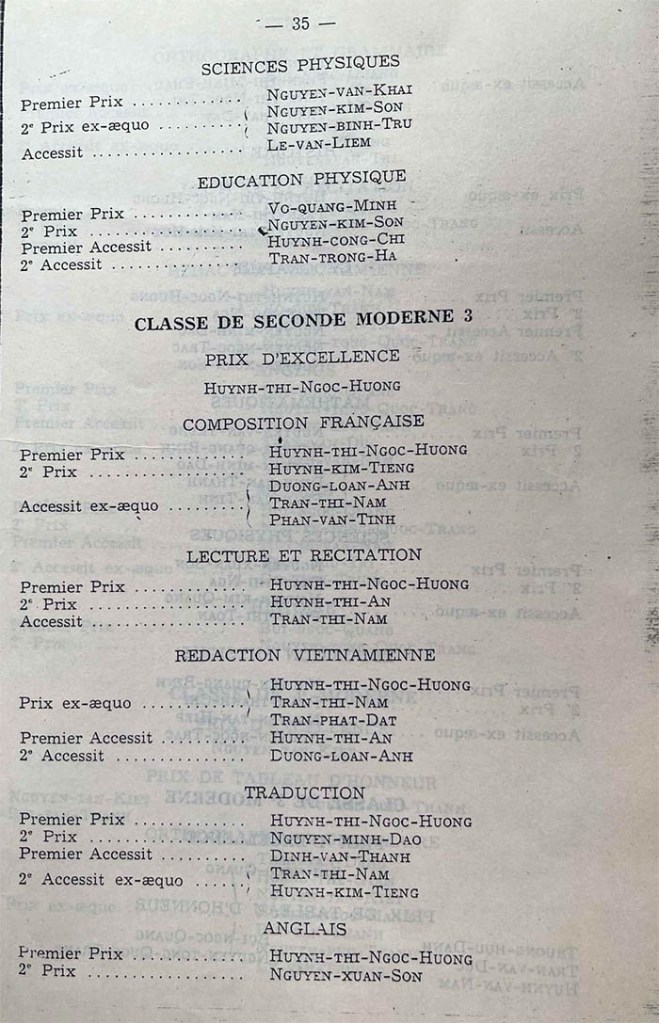 — 35 —
SCIENCES PHYSIQUES
Premier Prix ............ NGUYEN-VAN-KHAI
2e Prix ex-æquo .......... NGUYEN-KIM-SON
NGUYEN-BINH-TRU
Accessit .................. LE-VAN-LIEM
EDUCATION PHYSIQUE
Premier Prix ............. VO-QUANG-MINH
2e Prix .................. NGUYEN-KIM-SON
Premier Accessit ......... HUYNH-CONG-CHI
2e Accessit .............. TRAN-TRONG-HA
CLASSE DE SECONDE MODERNE 3
PRIX D'EXCELLENCE
HUYNH-THI-NGOC-HUONG
COMPOSITION FRANÇAISE
Premier Prix ............. HUYNH-THI-NGOC-HUONG
2e Prix .................. HUYNH-KIM-TIENG
DUONG-LOAN-ANH
Accessit ex-æquo ......... TRAN-THI-NAM
PHAN-VAN-TINH
LECTURE ET RECITATION
Premier Prix ............. HUYNH-THI-NGOC-HUONG
2e Prix .................. HUYNH-THI-AN
Accessit ................. TRAN-THI-NAM
REDACTION VIETNAMIENNE
HUYNH-THI-NGOC-HUONG
Prix ex-æquo ............. TRAN-THI-NAM
TRAN-PHAT-DAT
Premier Accessit ......... HUYNH-THI-AN
2e Accessit .............. DUONG-LOAN-ANH
TRADUCTION
Premier Prix ............. HUYNH-THI-NGOC-HUONG
2e Prix .................. NGUYEN-MINH-DAO
Premier Accessit ......... DINH-VAN-THANH
2e Accessit ex-æquo ...... TRAN-THI-NAM
HUYNH-KIM-TIENG
ANGLAIS
Premier Prix ............. HUYNH-THI-NGOC-HUONG
2e Prix .................. NGUYEN-XUAN-SON